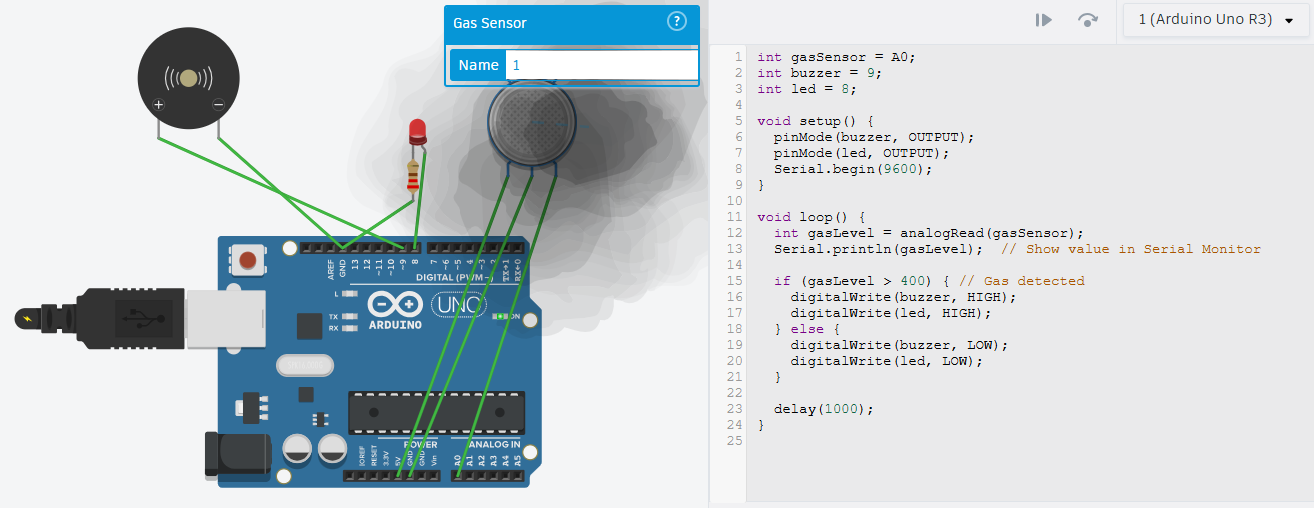 Gas Sensor
?
Name 1
+ −
AREF
GND
13
12
~11
~10
~9
8
7
~6
~5
4
~3
2
TX→1
RX←0
DIGITAL (PWM
L
TX
RX
UNO
ARDUINO
ON
POWER
ANALOG IN
IOREF
RESET
3.3V
5V
GND
GND
Vin
A0
A1
A2
A3
A4
A5
1 (Arduino Uno R3)
1 int gasSensor = A0;
2 int buzzer = 9;
3 int led = 8;
4
5 void setup() {
6 pinMode(buzzer, OUTPUT);
7 pinMode(led, OUTPUT);
8 Serial.begin(9600);
9 }
10
11 void loop() {
12 int gasLevel = analogRead(gasSensor);
13 Serial.println(gasLevel);  // Show value in Serial Monitor
14
15 if (gasLevel > 400) { // Gas detected
16 digitalWrite(buzzer, HIGH);
17 digitalWrite(led, HIGH);
18 } else {
19 digitalWrite(buzzer, LOW);
20 digitalWrite(led, LOW);
21 }
22
23 delay(1000);
24 }
25